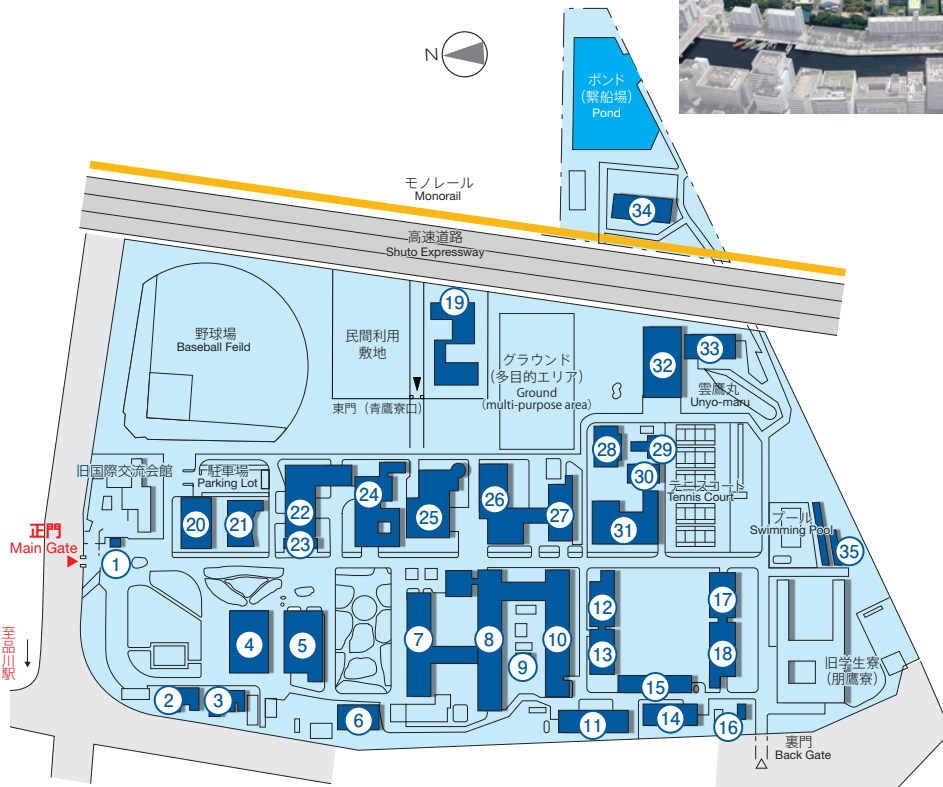 N
ポンド
(繋船場)
Pond
34
モノレール
Monorail
高速道路
Shuto Expressway
19
野球場
Baseball Feild
民間利用
敷地
グラウンド
(多目的エリア)
Ground
(multi-purpose area)
32
33
雲鷹丸
Unyo-maru
東門（青鷹寮口）
28
29
30
テニスコート
Tennis Court
旧国際交流会館
駐車場
Parking Lot
20
21
22
23
24
25
26
27
31
プール
Swimming Pool
35
正門
Main Gate
1
至品川駅
2
3
4
5
6
7
8
9
10
11
12
13
14
15
16
17
18
旧学生寮
(朋鷹寮)
裏門
Back Gate